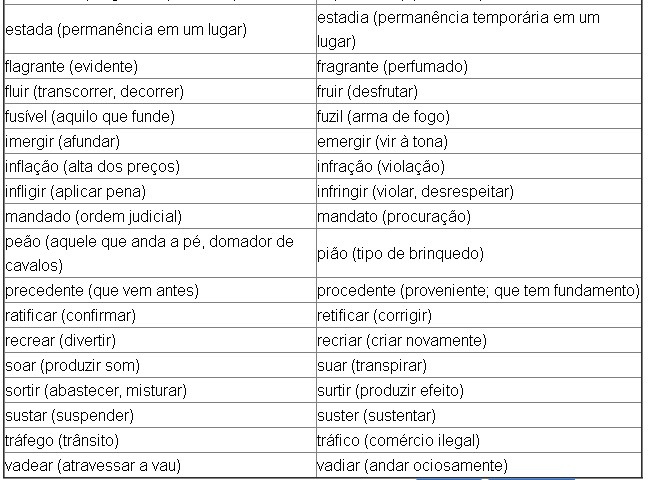 estada (permanência em um lugar) estadia (permanência temporária em um
lugar)
flagrante (evidente) fragrante (perfumado)
fluir (transcorrer, decorrer) fruir (desfrutar)
fusível (aquilo que funde) fuzil (arma de fogo)
imergir (afundar) emergir (vir à tona)
inflação (alta dos preços) infração (violação)
infligir (aplicar pena) infringir (violar, desrespeitar)
mandado (ordem judicial) mandato (procuração)
peão (aquele que anda a pé, domador de
cavalos) pião (tipo de brinquedo)
precedente (que vem antes) procedente (proveniente; que tem fundamento)
ratificar (confirmar) retificar (corrigir)
recrear (divertir) recriar (criar novamente)
soar (produzir som) suar (transpirar)
sortir (abastecer, misturar) surtir (produzir efeito)
sustar (suspender) suster (sustentar)
tráfego (trânsito) tráfico (comércio ilegal)
vadear (atravessar a vau) vadiar (andar ociosamente)